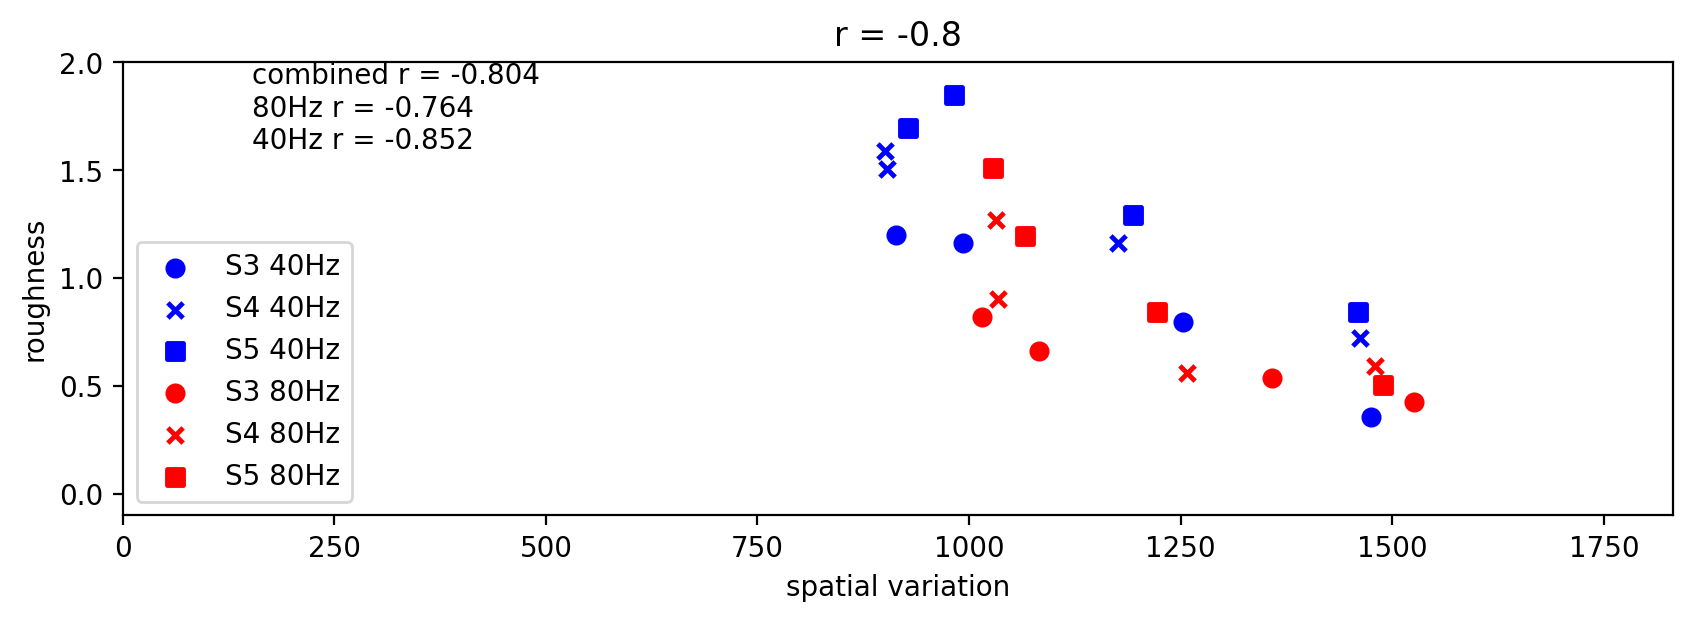 r = -0.8
combined r = -0.804
80Hz r = -0.764
40Hz r = -0.852
2.0
1.5
1.0
0.5
0.0
roughness
S3 40Hz
S4 40Hz
S5 40Hz
S3 80Hz
S4 80Hz
S5 80Hz
0 250 500 750 1000 1250 1500 1750
spatial variation